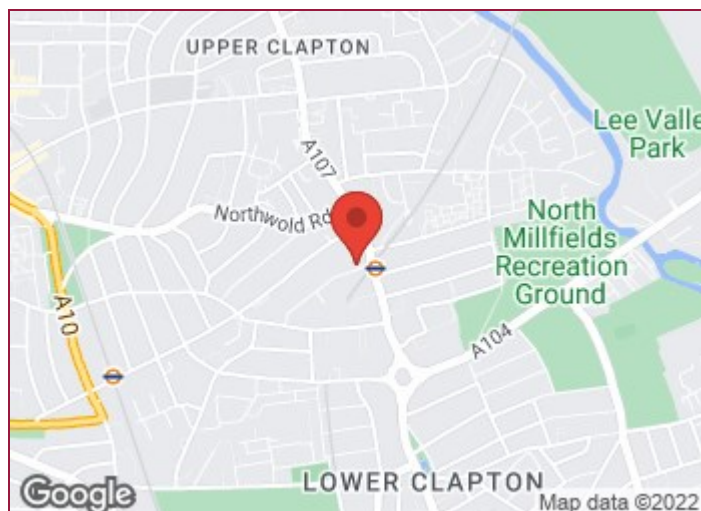 UPPER CLAPTON
A107
Lee Valle
Park
Northwold Rd
North
Millfields
Recreation
Ground
A10
A104
LOWER CLAPTON
Google
Map data ©2022